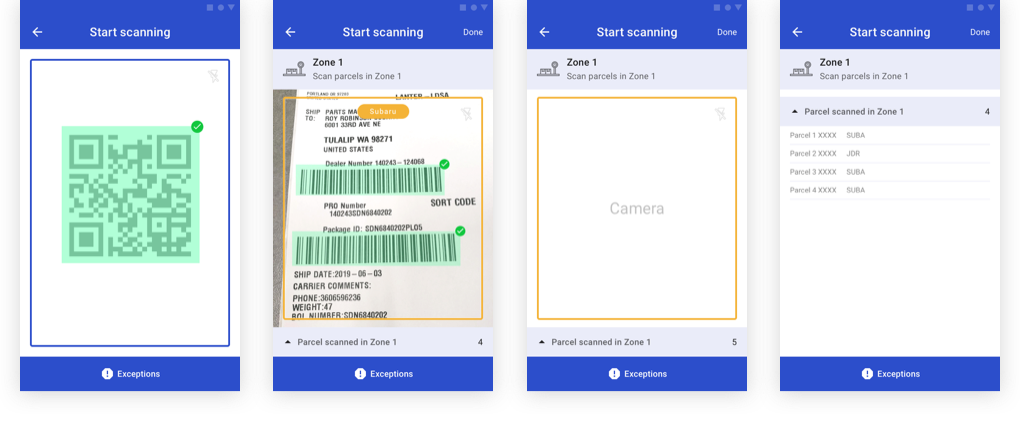 Start scanning
Exceptions
Start scanning
Done
Zone 1
Scan parcels in Zone 1
PORTLAND OR 97203
LANTER-LDSA
SHIP PARTS MA
Subaru
TO: ROY ROBIN
6001 33RD AVE NE
TULALIP WA 98271
UNITED STATES
Dealer Number 140243-124068
PRO Number
140243SDN6840202
SORT CODE
Package ID: SDN6840202PL05
SHIP DATE:2019-06-03
CARRIER COMMENTS:
PHONE:3606596236
WEIGHT:47
BOL NUMBER:SDN6840202
Parcel scanned in Zone 1 4
Exceptions
Start scanning
Done
Zone 1
Scan parcels in Zone 1
Camera
Parcel scanned in Zone 1 5
Exceptions
Start scanning
Done
Zone 1
Scan parcels in Zone 1
Parcel scanned in Zone 1 4
Parcel 1 XXXX SUBA
Parcel 2 XXXX JDR
Parcel 3 XXXX SUBA
Parcel 4 XXXX SUBA
Exceptions